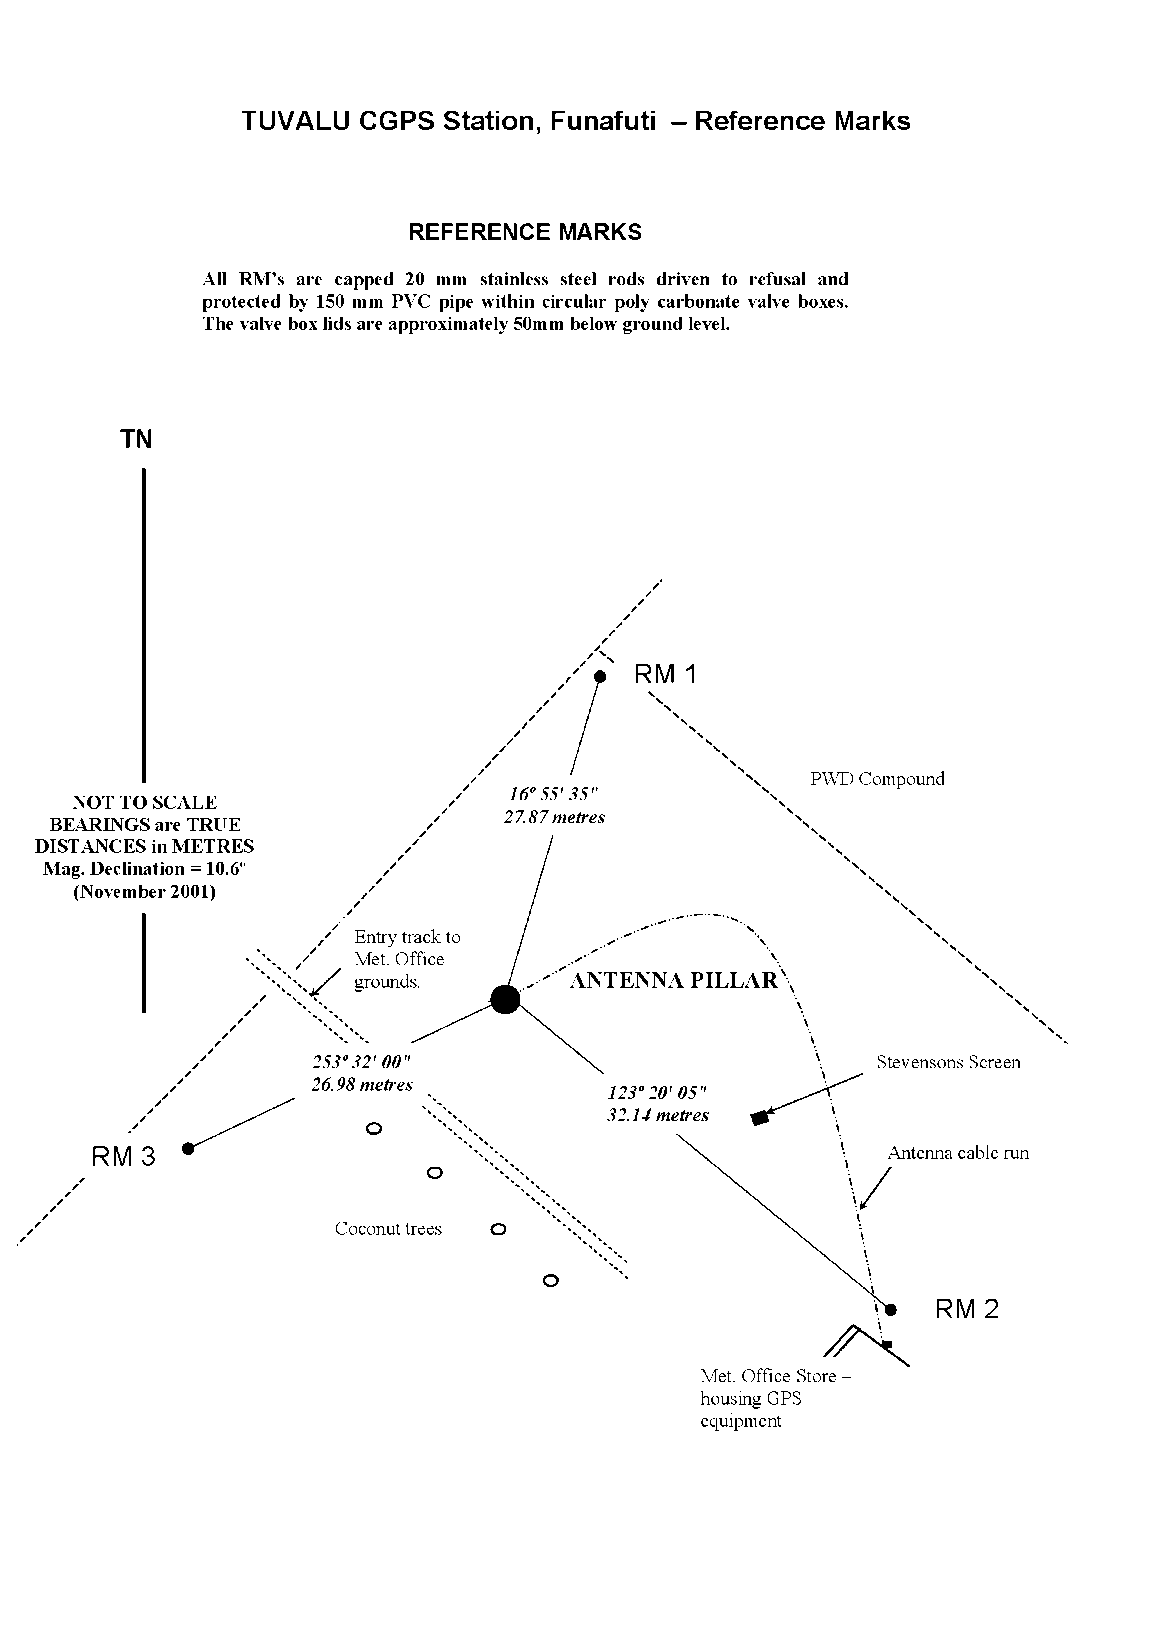 TUVALU CGPS Station, Funafuti – Reference Marks
REFERENCE MARKS
All RM's are capped 20 mm stainless steel rods driven to refusal and
protected by 150 mm PVC pipe within circular poly carbonate valve boxes.
The valve box lids are approximately 50mm below ground level.
TN
RM 1
PWD Compound
16º 55' 35"
27.87 metres
NOT TO SCALE
BEARINGS are TRUE
DISTANCES in METRES
Mag. Declination = 10.6º
(November 2001)
Entry track to
Met. Office
grounds.
ANTENNA PILLAR
253º 32' 00"
26.98 metres
Stevensons Screen
123º 20' 05"
32.14 metres
RM 3
Antenna cable run
Coconut trees
RM 2
Met. Office Store –
housing GPS
equipment